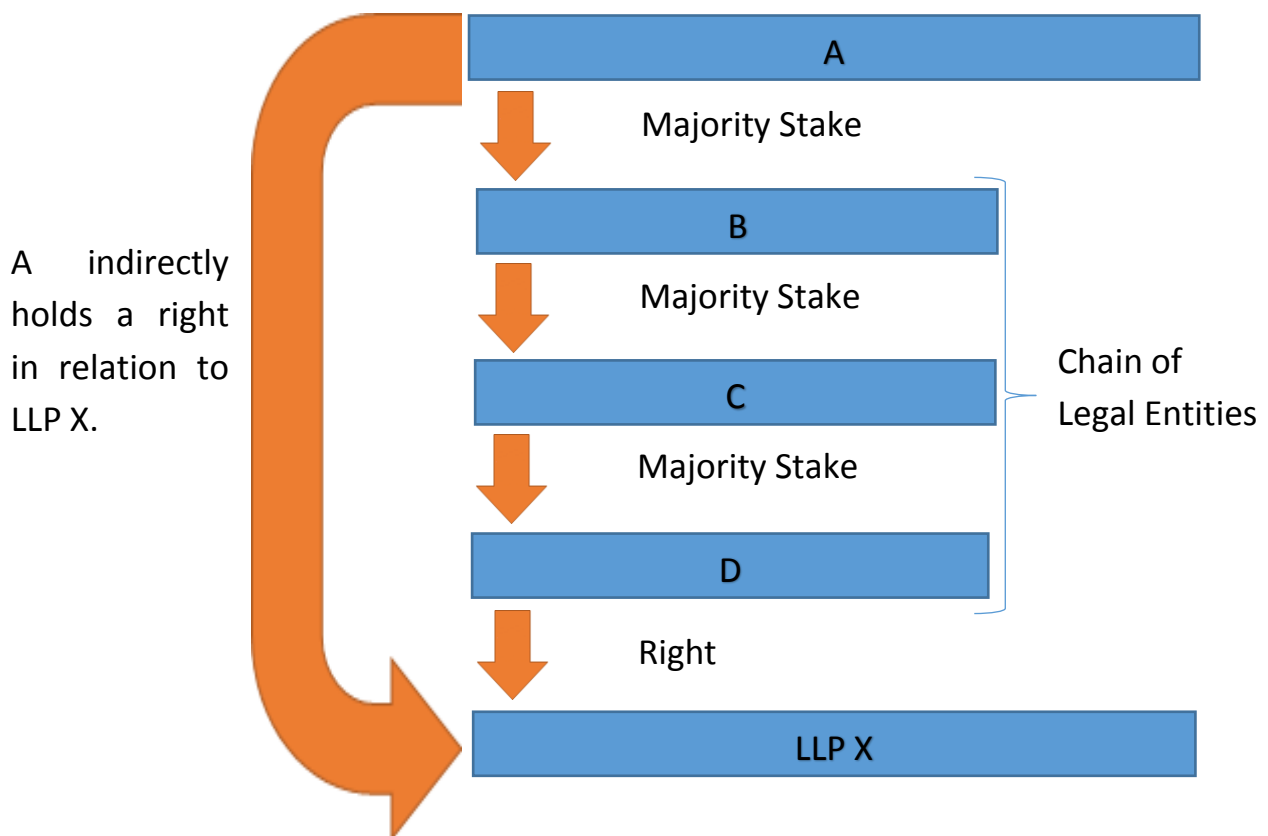 A
Majority Stake
B
Majority Stake
A indirectly
holds a right
in relation to
LLP X.
Chain of
Legal Entities
C
Majority Stake
D
Right
LLP X